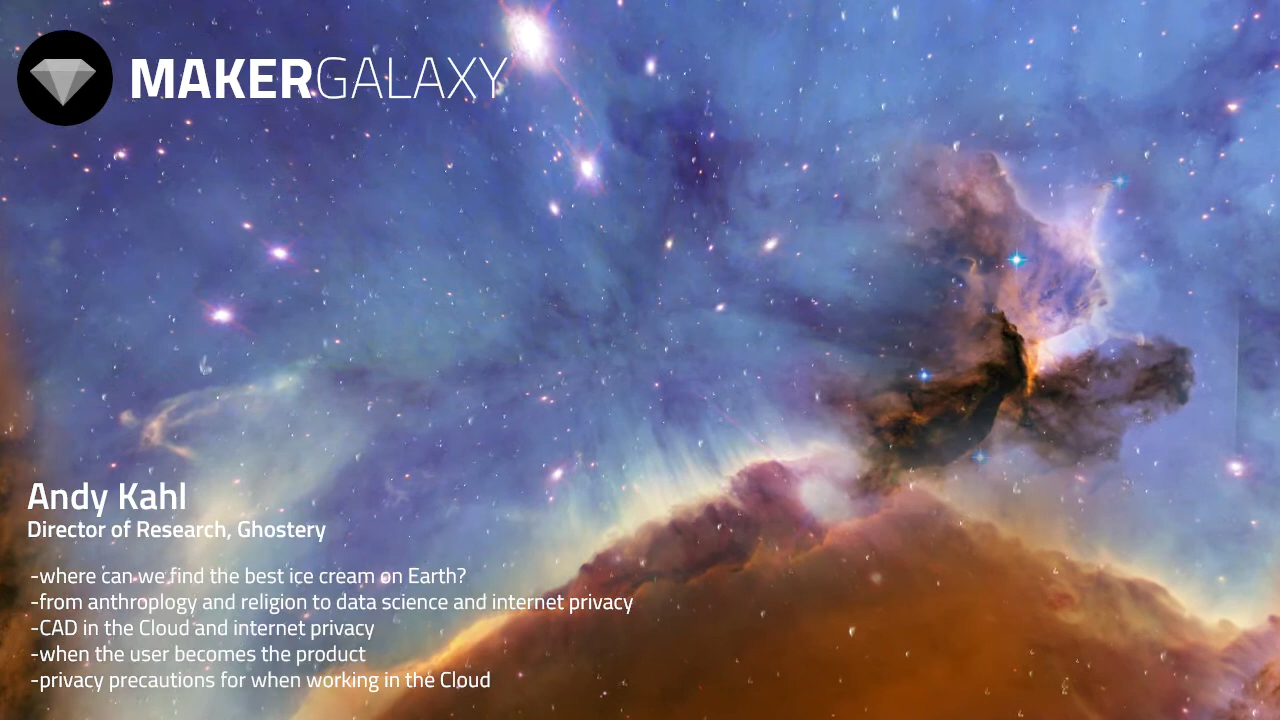 MAKERGALAXY
Andy Kahl
Director of Research, Ghostery
-where can we find the best ice cream on Earth?
-from anthroplogy and religion to data science and internet privacy
-CAD in the Cloud and internet privacy
-when the user becomes the product
-privacy precautions for when working in the Cloud